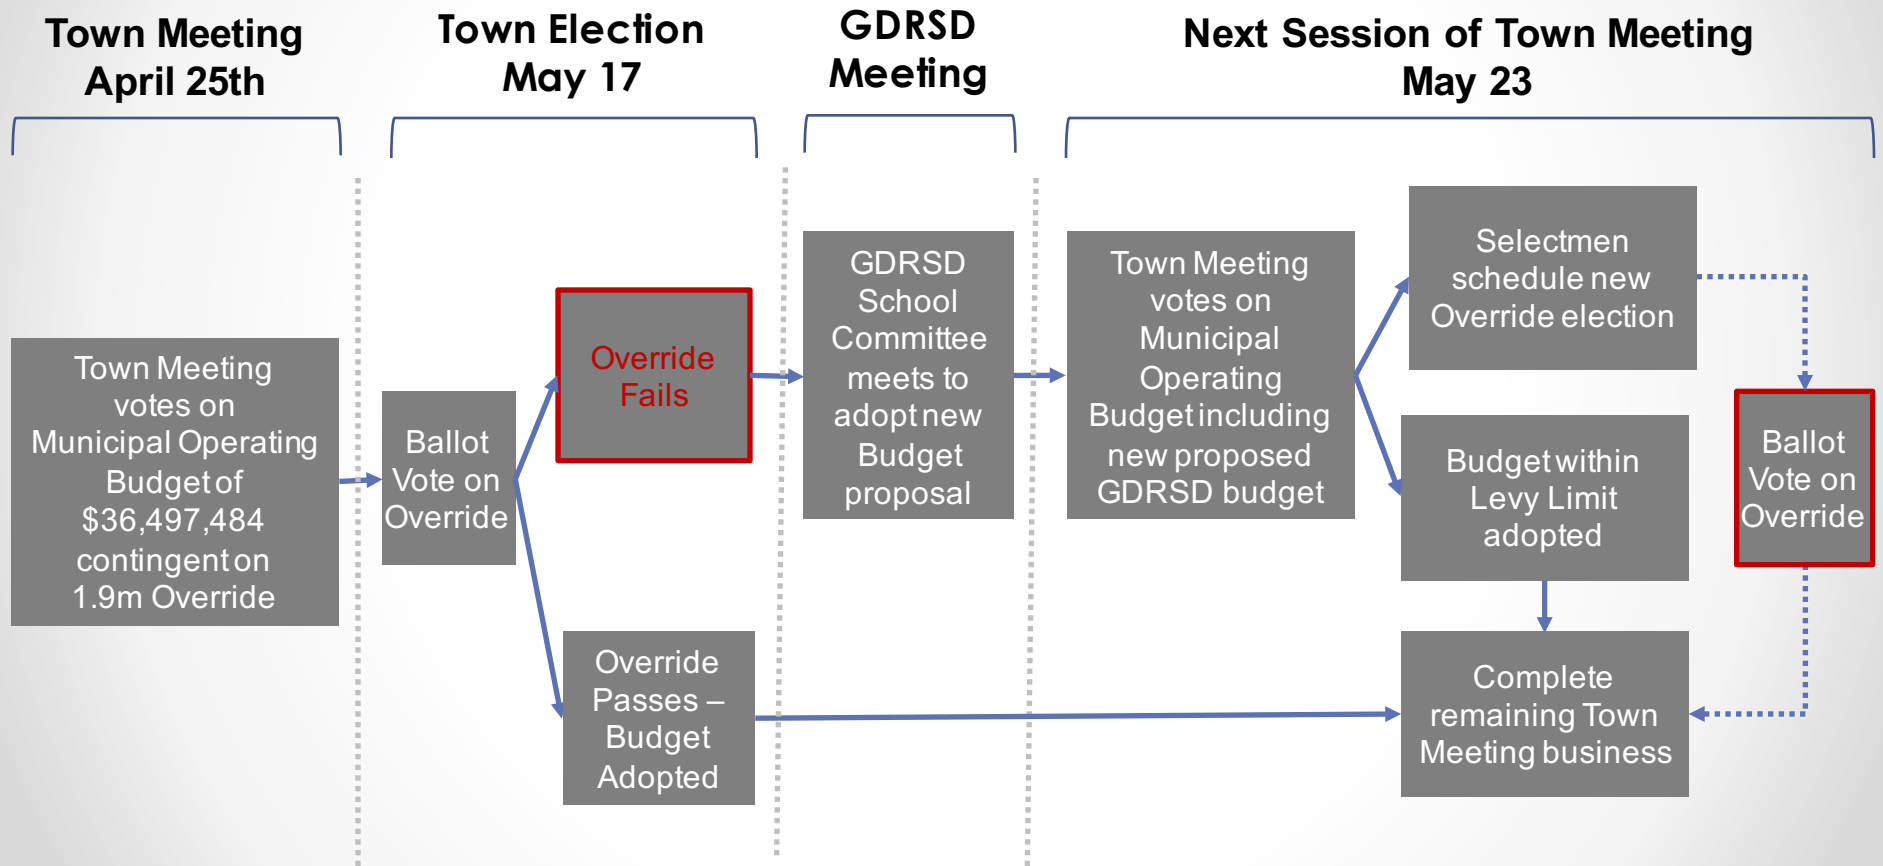 Town Meeting
April 25th
Town Election
May 17
GDRSD
Meeting
Next Session of Town Meeting
May 23
Town Meeting
votes on
Municipal Operating
Budget of
$36,497,484
contingent on
1.9m Override
Ballot
Vote on
Override
Override
Fails
Override
Passes –
Budget
Adopted
GDRSD
School
Committee
meets to
adopt new
Budget
proposal
Town Meeting
votes on
Municipal
Operating
Budget including
new proposed
GDRSD budget
Selectmen
schedule new
Override election
Budget within
Levy Limit
adopted
Complete
remaining Town
Meeting business
Ballot
Vote on
Override